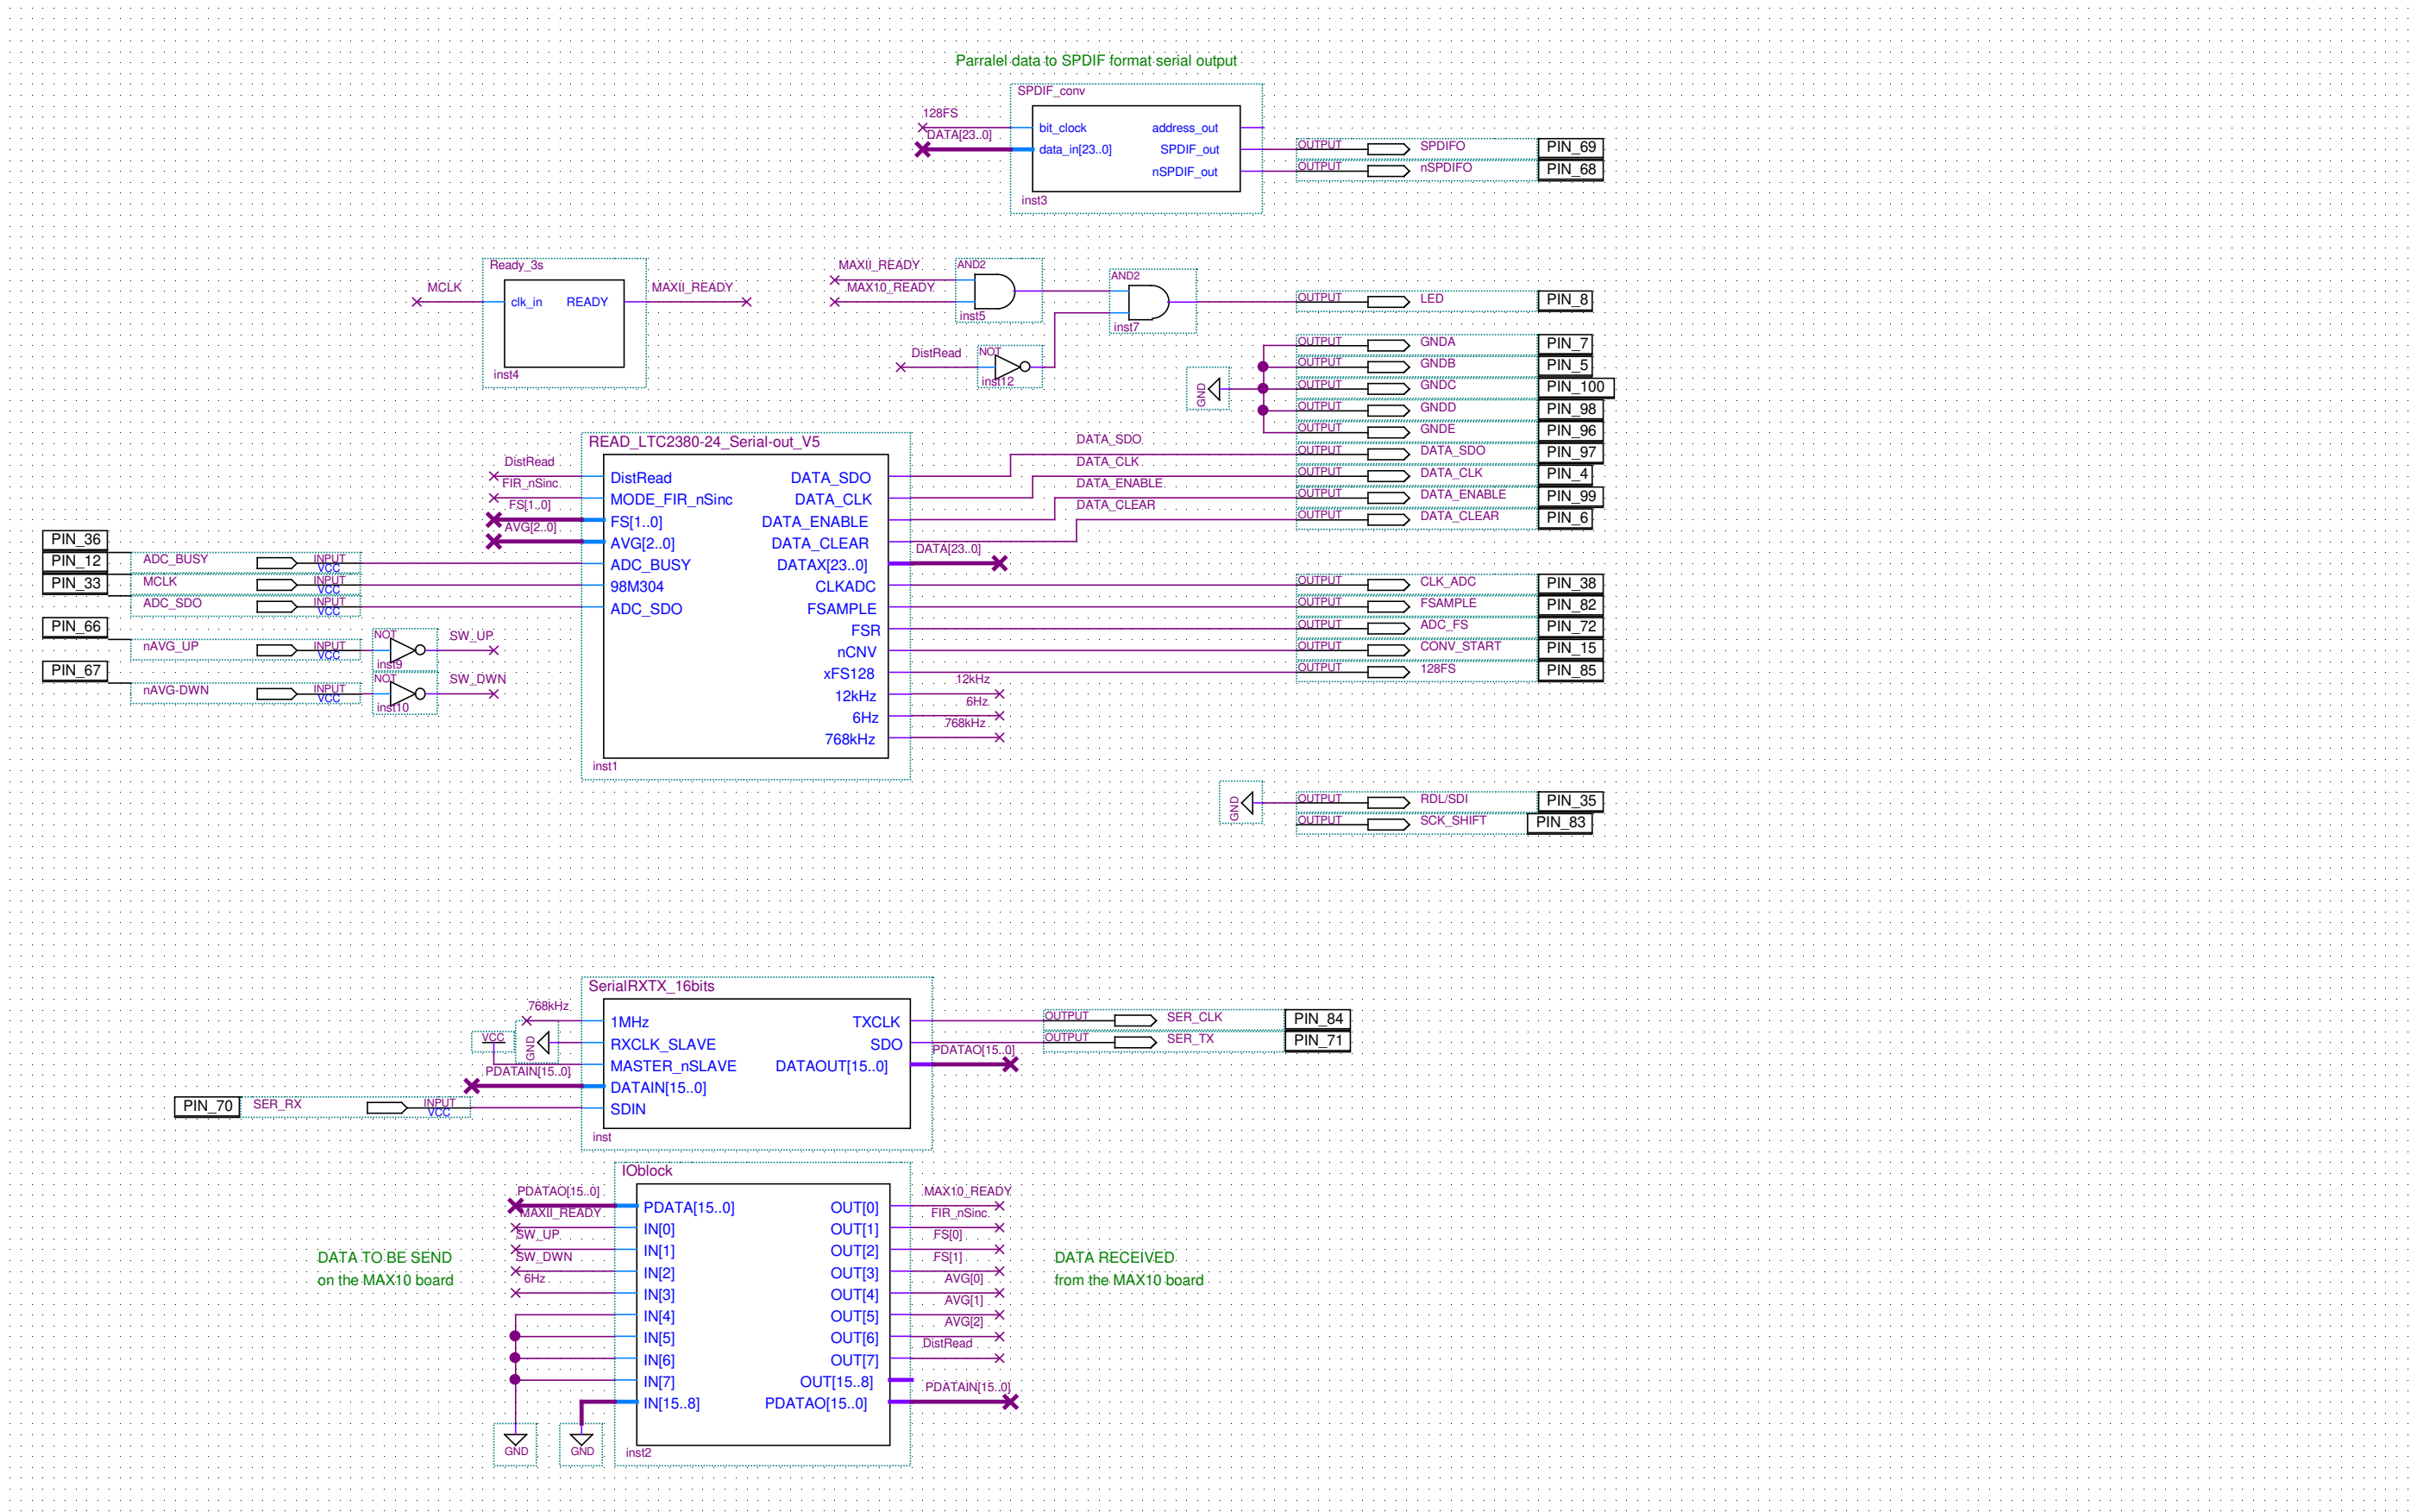 Parralel data to SPDIF format serial output
SPDIF_conv
128FS
DATA[23..0]
bit_clock
data_in[23..0]
address_out
SPDIF_out
nSPDIF_out
inst3
OUTPUT SPDIFO PIN_69
OUTPUT nSPDIFO PIN_68
Ready_3s
MCLK
clk_in READY
MAXII_READY
inst4
MAXII_READY
MAX10_READY
AND2
inst5
AND2
inst7
DistRead
NOT
inst12
OUTPUT LED PIN_8
GND
OUTPUT GNDA PIN_7
OUTPUT GNDB PIN_5
OUTPUT GNDC PIN_100
OUTPUT GNDD PIN_98
OUTPUT GNDE PIN_96
OUTPUT DATA_SDO PIN_97
OUTPUT DATA_CLK PIN_4
OUTPUT DATA_ENABLE PIN_99
OUTPUT DATA_CLEAR PIN_6
DATA_SDO
DATA_CLK
DATA_ENABLE
DATA_CLEAR
READ_LTC2380-24_Serial-out_V5
DistRead
FIR_nSinc
FS[1..0]
AVG[2..0]
DistRead
MODE_FIR_nSinc
FS[1..0]
AVG[2..0]
ADC_BUSY
98M304
ADC_SDO
DATA_SDO
DATA_CLK
DATA_ENABLE
DATA_CLEAR
DATAX[23..0]
CLKADC
FSAMPLE
FSR
nCNV
xFS128
12kHz
6Hz
768kHz
inst1
DATA[23..0]
12kHz
6Hz
768kHz
PIN_36
PIN_12
PIN_33
PIN_66
PIN_67
ADC_BUSY INPUT VCC
MCLK INPUT VCC
ADC_SDO INPUT VCC
nAVG_UP INPUT VCC
nAVG-DWN INPUT VCC
NOT
inst9
SW_UP
NOT
inst10
SW_DWN
OUTPUT CLK_ADC PIN_38
OUTPUT FSAMPLE PIN_82
OUTPUT ADC_FS PIN_72
OUTPUT CONV_START PIN_15
OUTPUT 128FS PIN_85
GND
OUTPUT RDL/SDI PIN_35
OUTPUT SCK_SHIFT PIN_83
SerialRXTX_16bits
768kHz
VCC
GND
PDATAIN[15..0]
PIN_70 SER_RX INPUT VCC
1MHz
RXCLK_SLAVE
MASTER_nSLAVE
DATAIN[15..0]
SDIN
TXCLK
SDO
DATAOUT[15..0]
inst
PDATAO[15..0]
OUTPUT SER_CLK PIN_84
OUTPUT SER_TX PIN_71
IOblock
PDATAO[15..0]
MAXII_READY
SW_UP
SW_DWN
6Hz
DATA TO BE SEND
on the MAX10 board
PDATA[15..0]
IN[0]
IN[1]
IN[2]
IN[3]
IN[4]
IN[5]
IN[6]
IN[7]
IN[15..8]
OUT[0]
OUT[1]
OUT[2]
OUT[3]
OUT[4]
OUT[5]
OUT[6]
OUT[7]
OUT[15..8]
PDATAO[15..0]
MAX10_READY
FIR_nSinc
FS[0]
FS[1]
AVG[0]
AVG[1]
AVG[2]
DistRead
PDATAIN[15..0]
DATA RECEIVED
from the MAX10 board
GND
GND
inst2